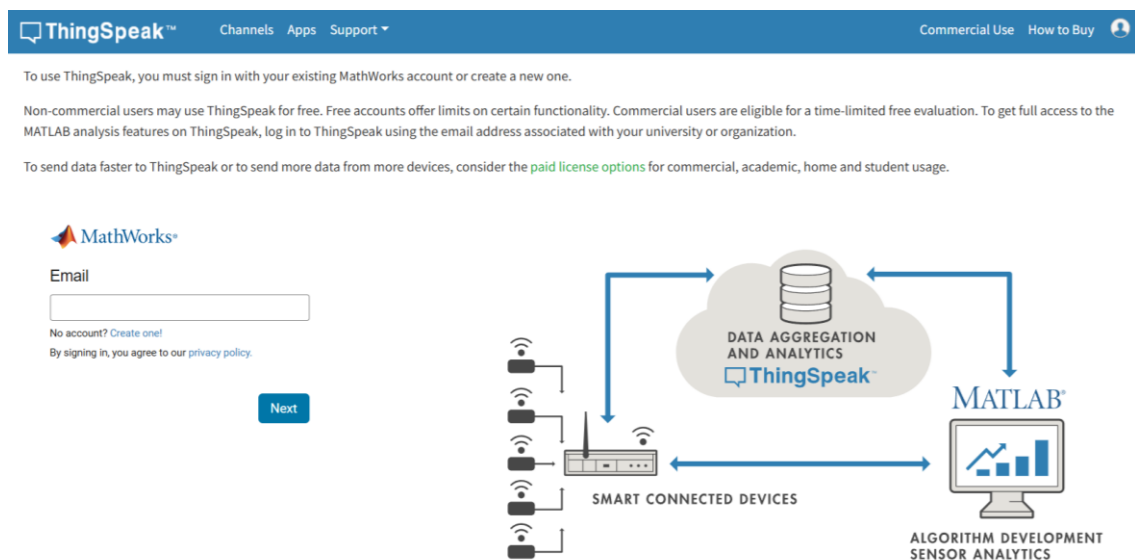 ThingSpeak™ Channels Apps Support Commercial Use How to Buy
To use ThingSpeak, you must sign in with your existing MathWorks account or create a new one.
Non-commercial users may use ThingSpeak for free. Free accounts offer limits on certain functionality. Commercial users are eligible for a time-limited free evaluation. To get full access to the
MATLAB analysis features on ThingSpeak, log in to ThingSpeak using the email address associated with your university or organization.
To send data faster to ThingSpeak or to send more data from more devices, consider the paid license options for commercial, academic, home and student usage.
MathWorks®
Email
No account? Create one!
By signing in, you agree to our privacy policy.
Next
DATA AGGREGATION
AND ANALYTICS
ThingSpeak™
MATLAB®
SMART CONNECTED DEVICES
ALGORITHM DEVELOPMENT
SENSOR ANALYTICS